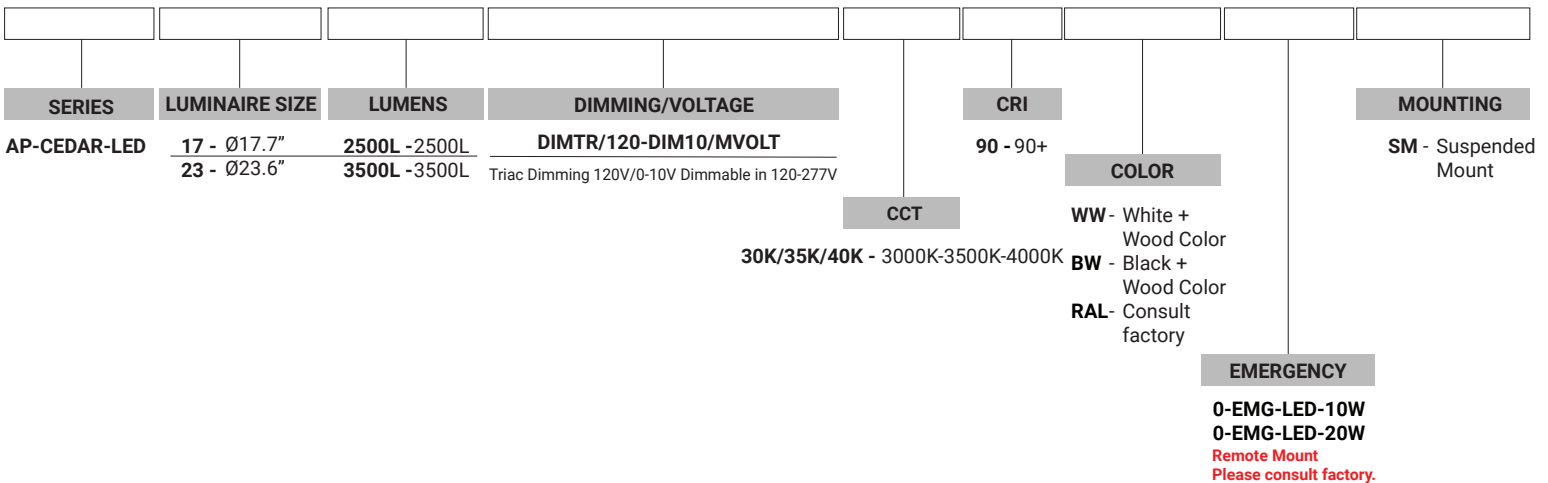 SERIES
AP-CEDAR-LED
LUMINAIRE SIZE
17 - Ø17.7”
23 - Ø23.6”
LUMENS
2500L -2500L
3500L -3500L
DIMMING/VOLTAGE
DIMTR/120-DIM10/MVOLT
Triac Dimming 120V/0-10V Dimmable in 120-277V
CCT
30K/35K/40K - 3000K-3500K-4000K
CRI
90 - 90+
COLOR
WW - White +
Wood Color
BW - Black +
Wood Color
RAL- Consult
factory
EMERGENCY
0-EMG-LED-10W
0-EMG-LED-20W
Remote Mount
Please consult factory.
MOUNTING
SM - Suspended
Mount